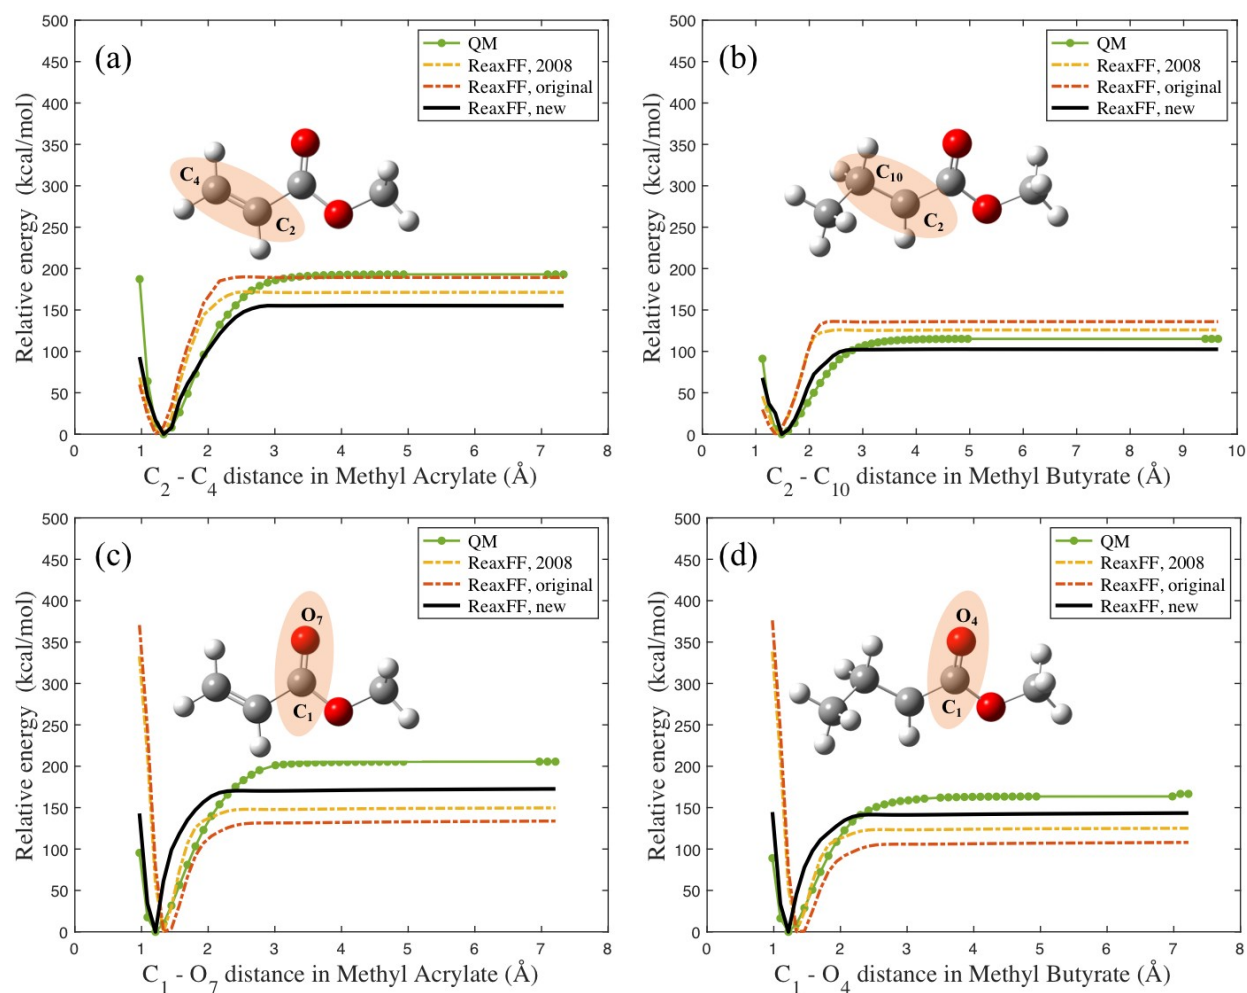 (a)
QM
ReaxFF, 2008
ReaxFF, original
ReaxFF, new
C4
C2
Relative energy (kcal/mol)
500
450
400
350
300
250
200
150
100
50
0
0 1 2 3 4 5 6 7 8
C2 - C4 distance in Methyl Acrylate (Å)
(b)
QM
ReaxFF, 2008
ReaxFF, original
ReaxFF, new
C10
C2
Relative energy (kcal/mol)
500
450
400
350
300
250
200
150
100
50
0
0 1 2 3 4 5 6 7 8 9 10
C2 - C10 distance in Methyl Butyrate (Å)
(c)
QM
ReaxFF, 2008
ReaxFF, original
ReaxFF, new
O7
C1
Relative energy (kcal/mol)
500
450
400
350
300
250
200
150
100
50
0
0 1 2 3 4 5 6 7 8
C1 - O7 distance in Methyl Acrylate (Å)
(d)
QM
ReaxFF, 2008
ReaxFF, original
ReaxFF, new
O4
C1
Relative energy (kcal/mol)
500
450
400
350
300
250
200
150
100
50
0
0 1 2 3 4 5 6 7 8
C1 - O4 distance in Methyl Butyrate (Å)